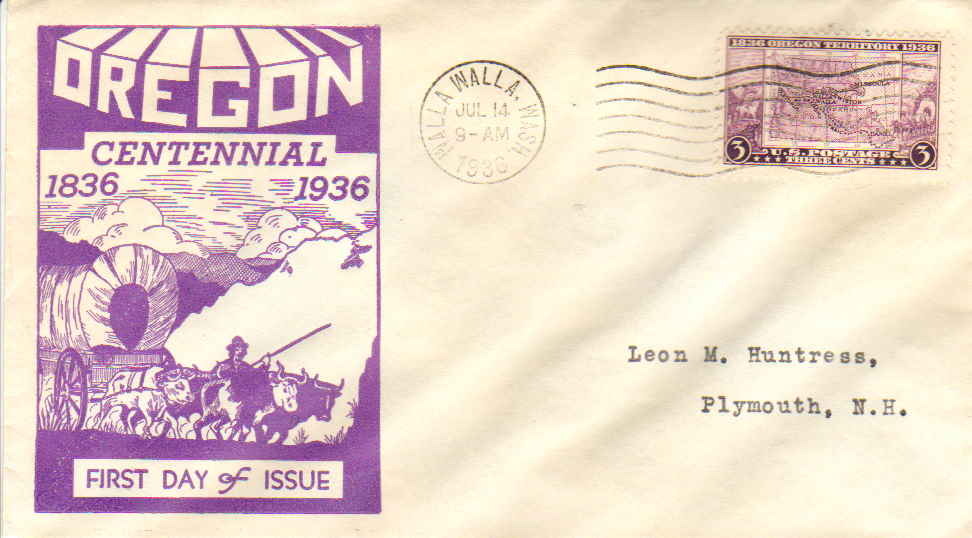 OREGON
CENTENNIAL
1836 1936
FIRST DAY of ISSUE
WALLA WALLA, WASH
JUL 14
9-AM
1936
1836 OREGON TERRITORY 1936
3 U.S. POSTAGE 3
THREE CENTS
Leon M. Huntress,
Plymouth, N.H.